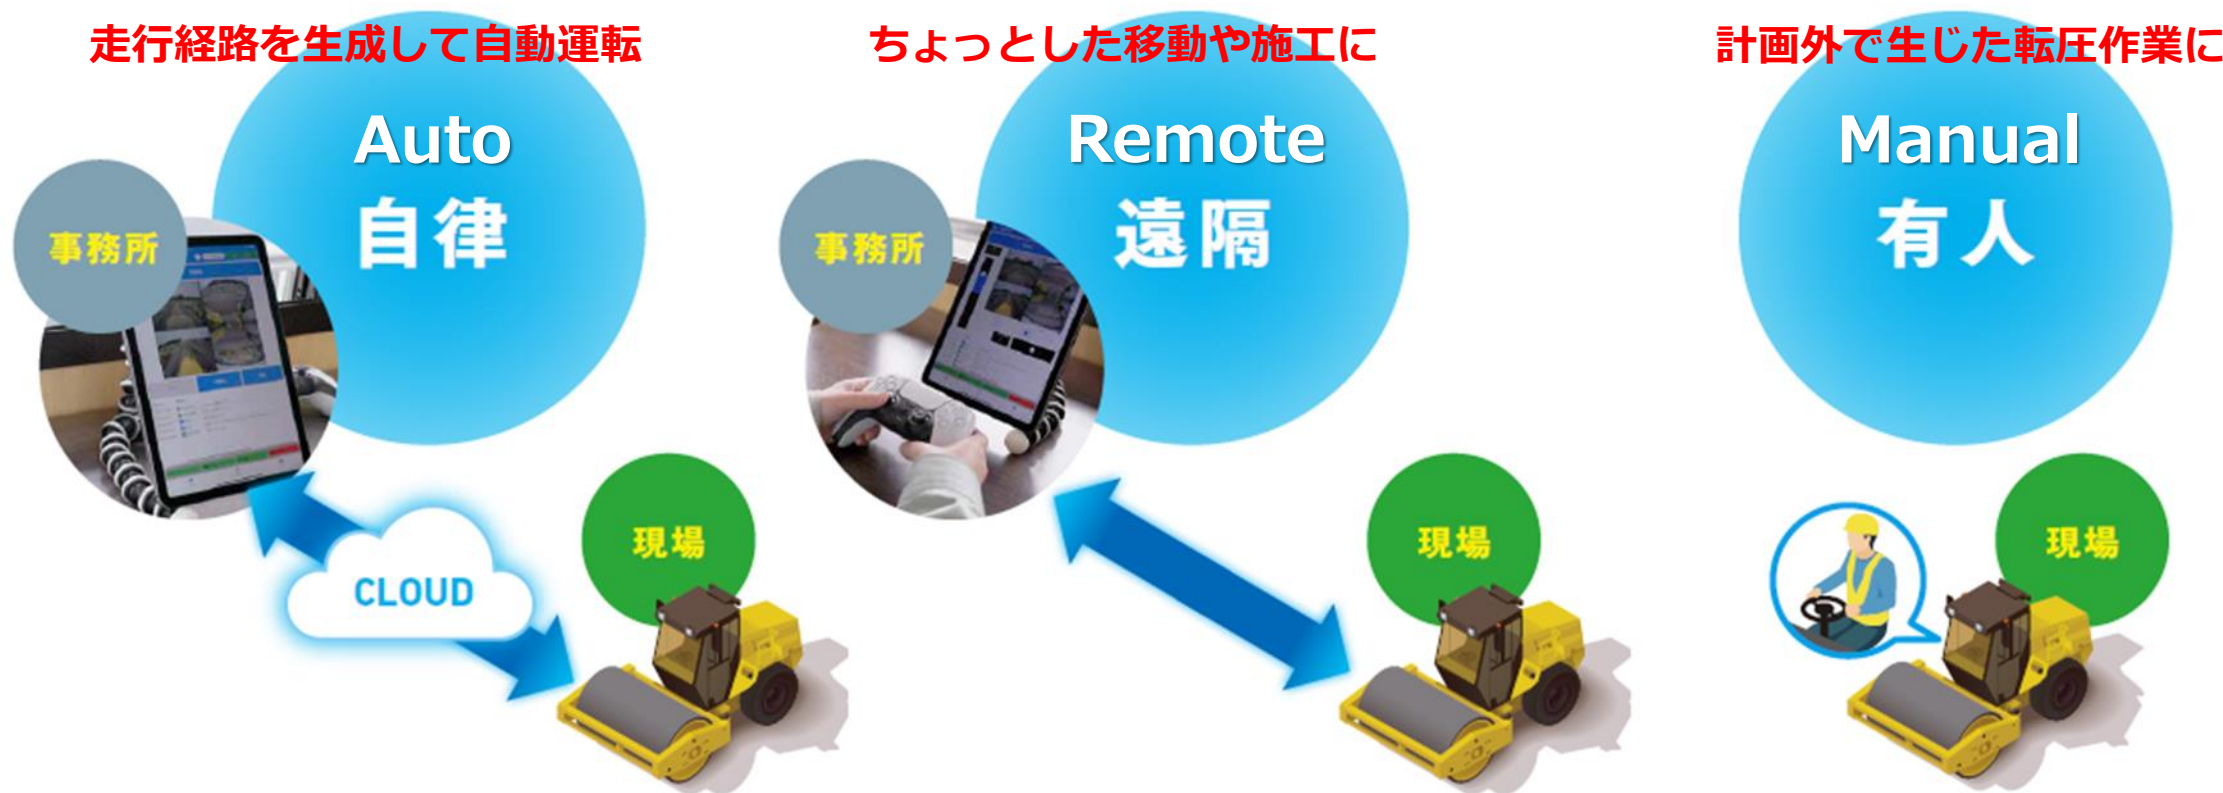 走行経路を生成して自動運転
Auto
自律
事務所
CLOUD
現場
ちょっとした移動や施工に
Remote
遠隔
事務所
現場
計画外で生じた転圧作業に
Manual
有人
現場